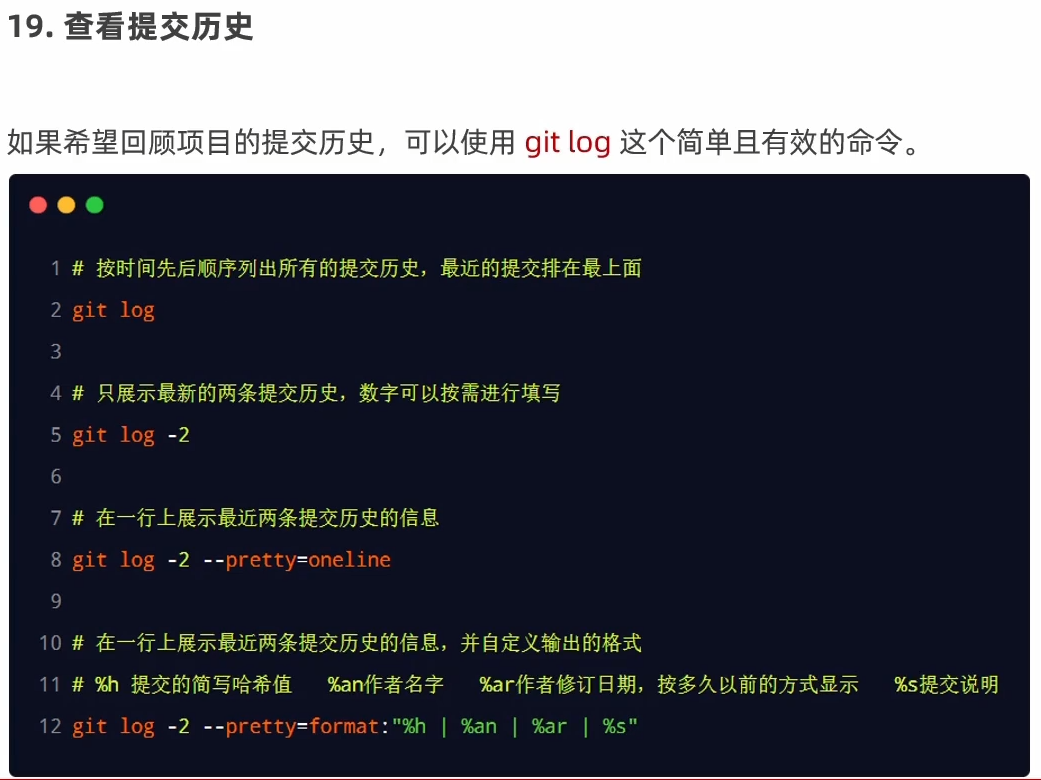 19. 查看提交历史
如果希望回顾项目的提交历史，可以使用 git log 这个简单且有效的命令。
1 # 按时间先后顺序列出所有的提交历史，最近的提交排在最上面
2 git log
3
4 # 只展示最新的两条提交历史，数字可以按需进行填写
5 git log -2
6
7 # 在一行上展示最近两条提交历史的信息
8 git log -2 --pretty=oneline
9
10 # 在一行上展示最近两条提交历史的信息，并自定义输出的格式
11 # %h 提交的简写哈希值   %an作者名字   %ar作者修订日期，按多久以前的方式显示   %s提交说明
12 git log -2 --pretty=format:"%h | %an | %ar | %s"